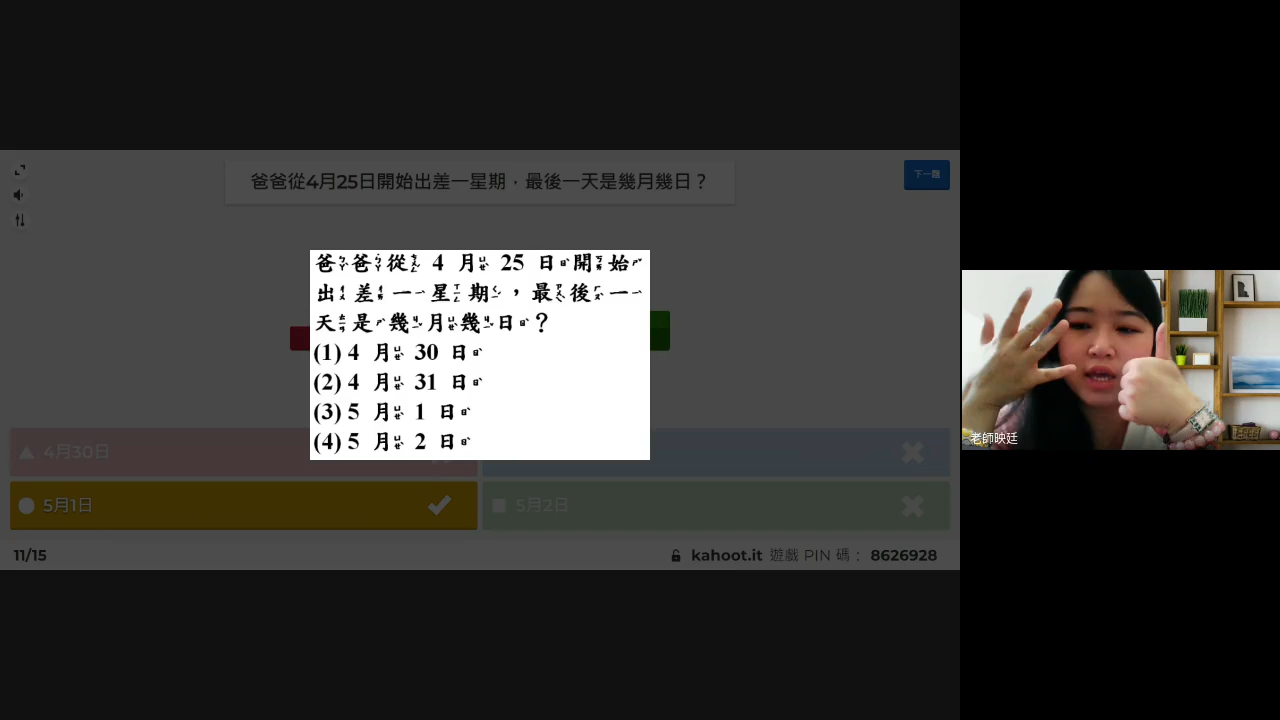 爸爸從4月25日開始出差一星期，最後一天是幾月幾日？
下一題
爸爸從 4 月 25 日開始
出差一星期，最後一
天是幾月幾日？
(1) 4 月 30 日
(2) 4 月 31 日
(3) 5 月 1 日
(4) 5 月 2 日
4月30日
5月1日
5月2日
11/15
kahoot.it 遊戲 PIN 碼： 8626928
老師映廷